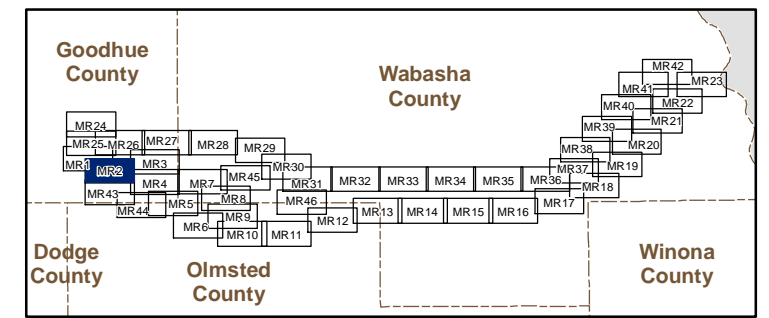 Goodhue
County
Wabasha
County
MR42
MR41
MR23
MR22
MR40
MR21
MR24
MR39
MR20
MR25
MR26
MR27
MR28
MR29
MR38
MR1
MR2
MR3
MR30
MR37
MR19
MR4
MR7
MR45
MR31
MR32
MR33
MR34
MR35
MR36
MR18
MR43
MR5
MR8
MR46
MR17
MR44
MR9
MR12
MR13
MR14
MR15
MR16
MR6
MR10
MR11
Dodge
County
Olmsted
County
Winona
County